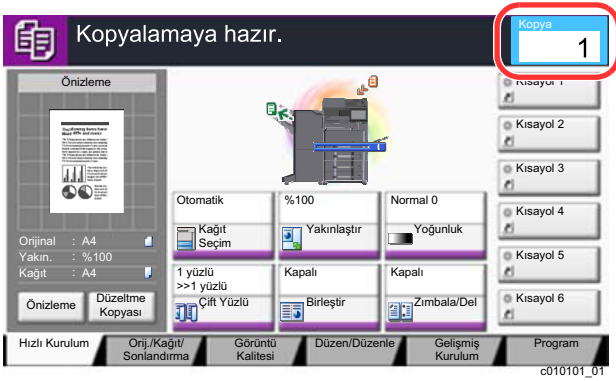 Kopyalamaya hazır.
Kopya
1
Önizleme
Orijinal : A4
Yakın. : %100
Kağıt : A4
Önizleme
Düzeltme
Kopyası
Otomatik
Kağıt
Seçim
%100
Yakınlaştır
Normal 0
Yoğunluk
1 yüzlü
>>1 yüzlü
Çift Yüzlü
Kapalı
Birleştir
Kapalı
Zımbala/Del
Kısayol 1
Kısayol 2
Kısayol 3
Kısayol 4
Kısayol 5
Kısayol 6
Hızlı Kurulum
Orij./Kağıt/
Sonlandırma
Görüntü
Kalitesi
Düzen/Düzenle
Gelişmiş
Kurulum
Program
c010101_01